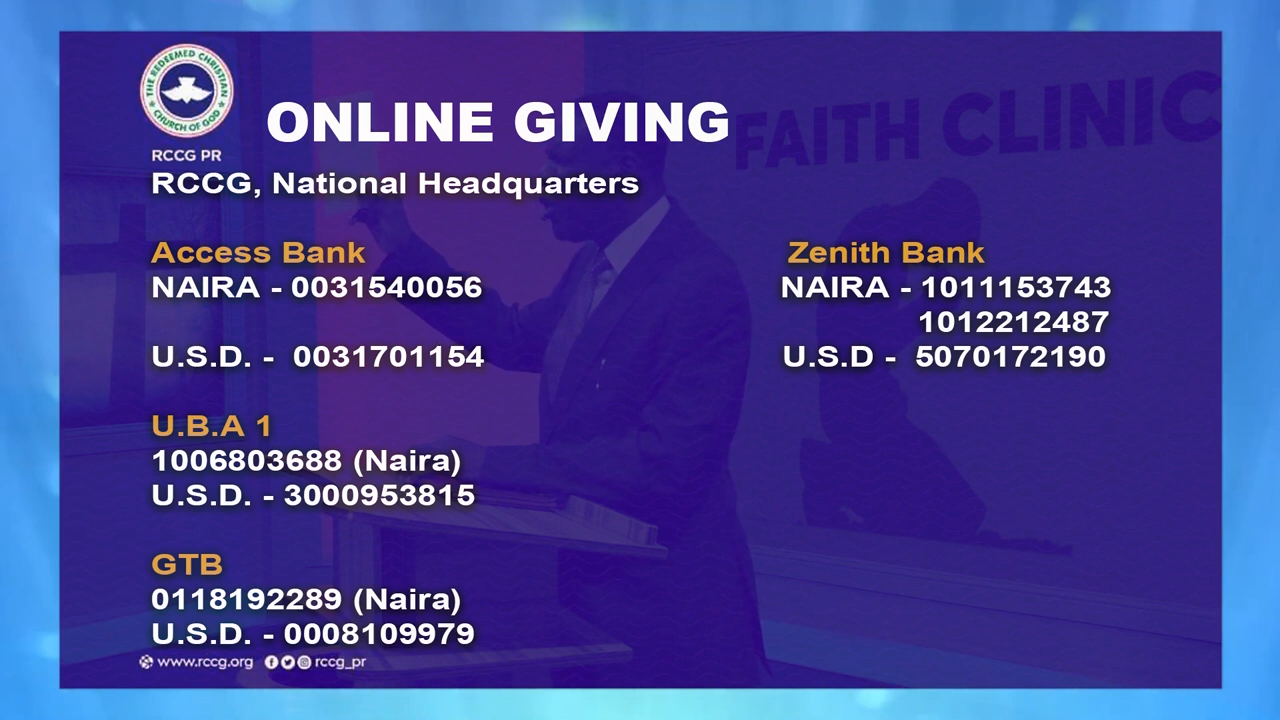 THE REDEEMED CHRISTIAN
CHURCH OF GOD
RCCG PR
ONLINE GIVING
FAITH CLINIC
RCCG, National Headquarters
Access Bank
NAIRA - 0031540056
U.S.D. - 0031701154
Zenith Bank
NAIRA - 1011153743
1012212487
U.S.D - 5070172190
U.B.A 1
1006803688 (Naira)
U.S.D. - 3000953815
GTB
0118192289 (Naira)
U.S.D. - 0008109979
www.rccg.org rccg_pr